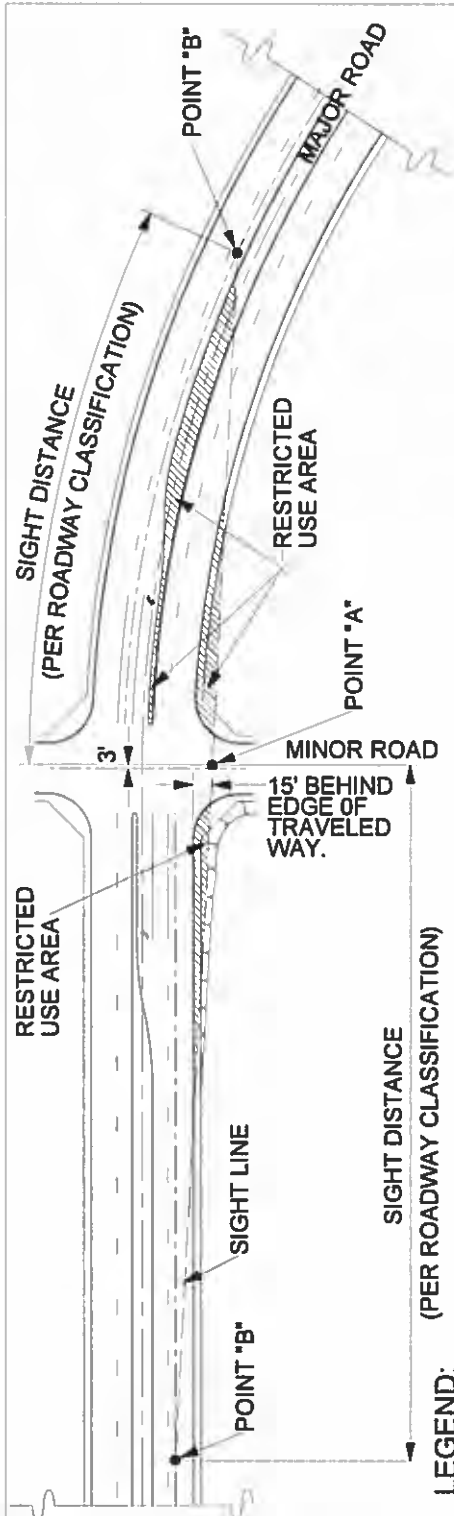 POINT "B"
MAJOR ROAD
SIGHT DISTANCE
(PER ROADWAY CLASSIFICATION)
RESTRICTED
USE AREA
POINT "A"
3'
MINOR ROAD
15' BEHIND
EDGE OF
TRAVELED
WAY.
RESTRICTED
USE AREA
SIGHT LINE
SIGHT DISTANCE
(PER ROADWAY CLASSIFICATION)
POINT "B"
LEGEND: